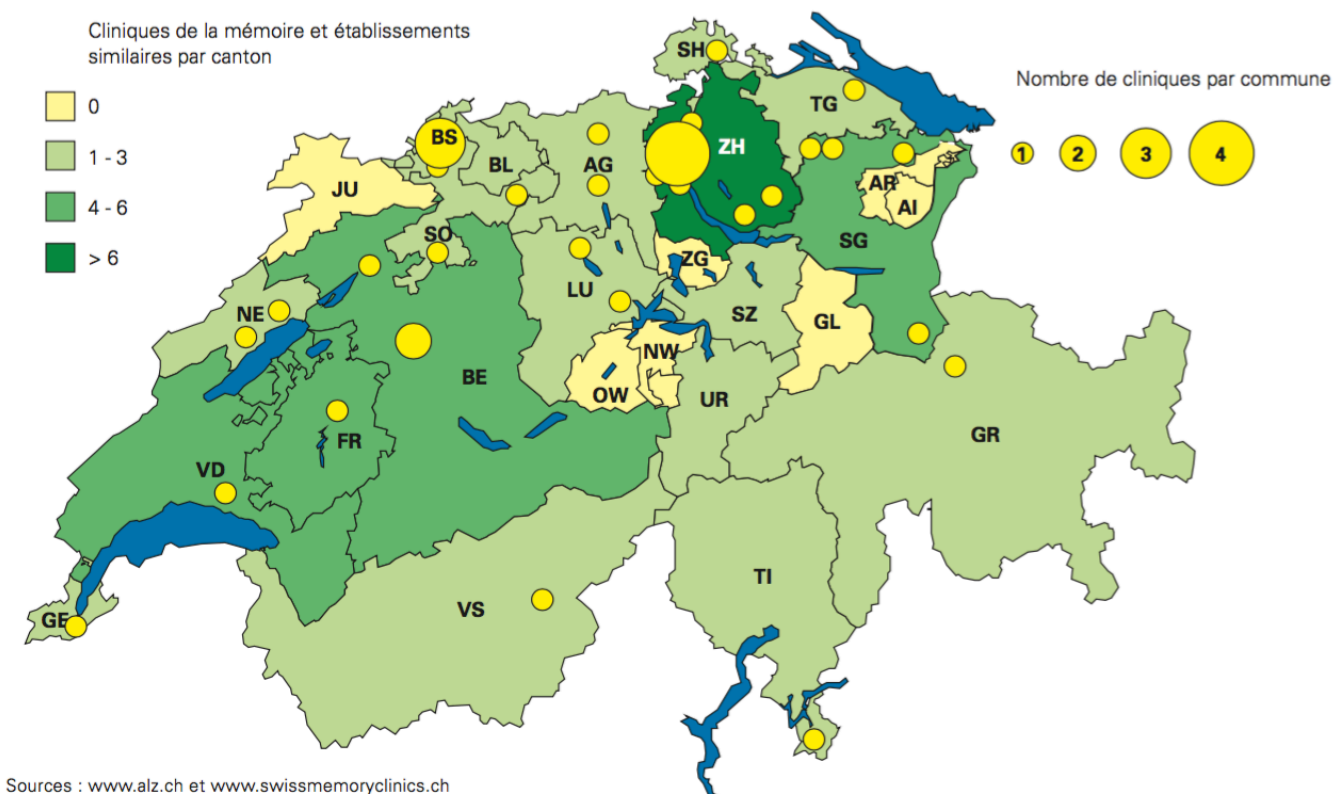 Cliniques de la mémoire et établissements
similaires par canton
0
1 - 3
4 - 6
> 6
Nombre de cliniques par commune
1 2 3 4
SH
TG
BS
BL
AG
ZH
JU
AR
AI
SO
SG
ZG
LU
SZ
NE
GL
NW
BE
OW
UR
FR
GR
VD
TI
VS
GE
Sources : www.alz.ch et www.swissmemoryclinics.ch